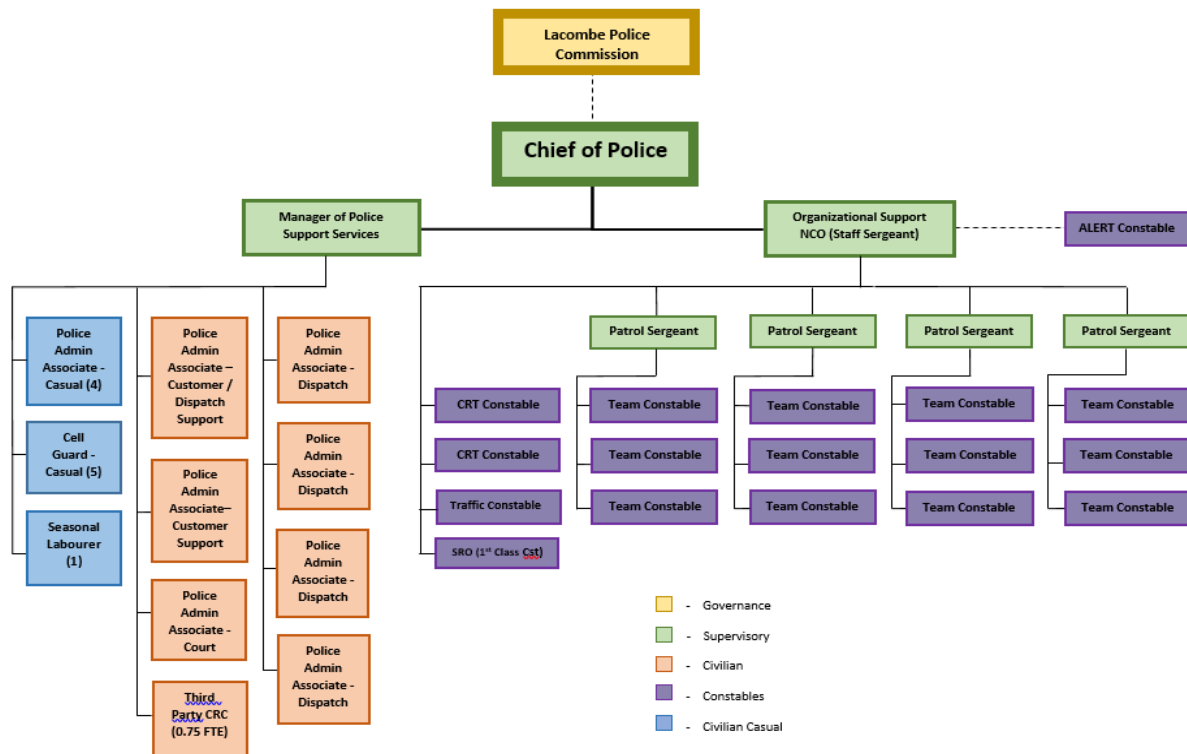 Lacombe Police
Commission
Chief of Police
Manager of Police
Support Services
Organizational Support
NCO (Staff Sergeant)
ALERT Constable
Police
Admin
Associate -
Casual (4)
Cell
Guard -
Casual (5)
Seasonal
Labourer
(1)
Police
Admin
Associate –
Customer /
Dispatch
Support
Police
Admin
Associate–
Customer
Support
Police
Admin
Associate -
Court
Third
Party CRC
(0.75 FTE)
Police
Admin
Associate -
Dispatch
Police
Admin
Associate -
Dispatch
Police
Admin
Associate -
Dispatch
Police
Admin
Associate -
Dispatch
CRT Constable
CRT Constable
Traffic Constable
SRO (1st Class Cst)
Patrol Sergeant
Team Constable
Team Constable
Team Constable
Patrol Sergeant
Team Constable
Team Constable
Team Constable
Patrol Sergeant
Team Constable
Team Constable
Team Constable
Patrol Sergeant
Team Constable
Team Constable
Team Constable
- Governance
- Supervisory
- Civilian
- Constables
- Civilian Casual